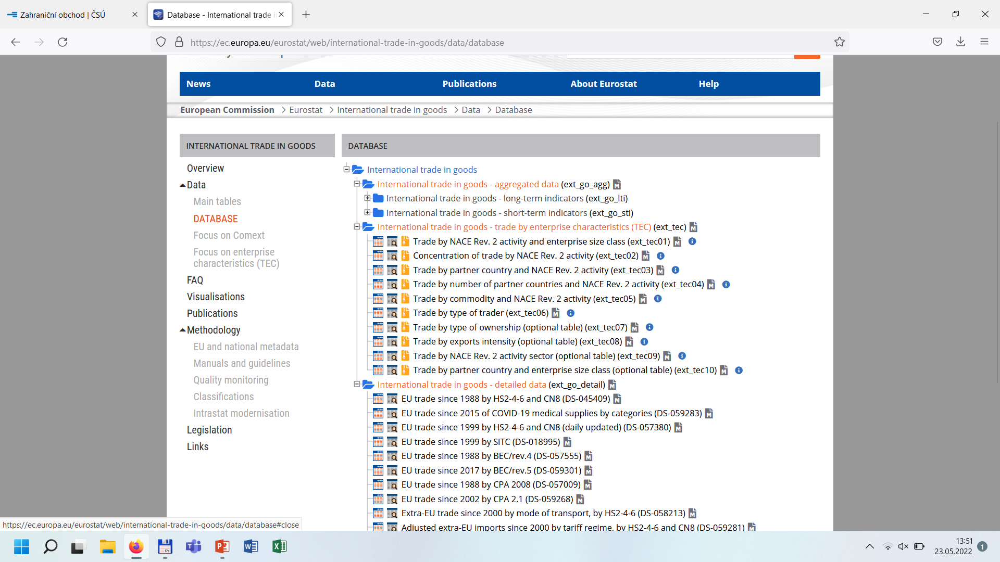 Zahraniční obchod | ČSÚ
Database - International trade i
https://ec.europa.eu/eurostat/web/international-trade-in-goods/data/database
News Data Publications About Eurostat Help
European Commission > Eurostat > International trade in goods > Data > Database
INTERNATIONAL TRADE IN GOODS
Overview
Data
Main tables
DATABASE
Focus on Comext
Focus on enterprise
characteristics (TEC)
FAQ
Visualisations
Publications
Methodology
EU and national metadata
Manuals and guidelines
Quality monitoring
Classifications
Intrastat modernisation
Legislation
Links
DATABASE
International trade in goods
International trade in goods - aggregated data (ext_go_agg) M
International trade in goods - long-term indicators (ext_go_lti)
International trade in goods - short-term indicators (ext_go_sti)
International trade in goods - trade by enterprise characteristics (TEC) (ext_tec) M
Trade by NACE Rev. 2 activity and enterprise size class (ext_tec01) M i
Concentration of trade by NACE Rev. 2 activity (ext_tec02) M i
Trade by partner country and NACE Rev. 2 activity (ext_tec03) M i
Trade by number of partner countries and NACE Rev. 2 activity (ext_tec04) M i
Trade by commodity and NACE Rev. 2 activity (ext_tec05) M i
Trade by type of trader (ext_tec06) M i
Trade by type of ownership (optional table) (ext_tec07) M i
Trade by exports intensity (optional table) (ext_tec08) M i
Trade by NACE Rev. 2 activity sector (optional table) (ext_tec09) M i
Trade by partner country and enterprise size class (optional table) (ext_tec10) M i
International trade in goods - detailed data (ext_go_detail) M
EU trade since 1988 by HS2-4-6 and CN8 (DS-045409) M
EU trade since 2015 of COVID-19 medical supplies by categories (DS-059283) M
EU trade since 1999 by HS2-4-6 and CN8 (daily updated) (DS-057380) M
EU trade since 1999 by SITC (DS-018995) M
EU trade since 1988 by BEC/rev.4 (DS-057555) M
EU trade since 2017 by BEC/rev.5 (DS-059301) M
EU trade since 1988 by CPA 2008 (DS-057009) M
EU trade since 2002 by CPA 2.1 (DS-059268) M
Extra-EU trade since 2000 by mode of transport, by HS2-4-6 (DS-058213) M
Adjusted extra-EU imports since 2000 by tariff regime, by HS2-4-6 and CN8 (DS-059281) M
https://ec.europa.eu/eurostat/web/international-trade-in-goods/data/database#close
64
13:51
23.05.2022
1